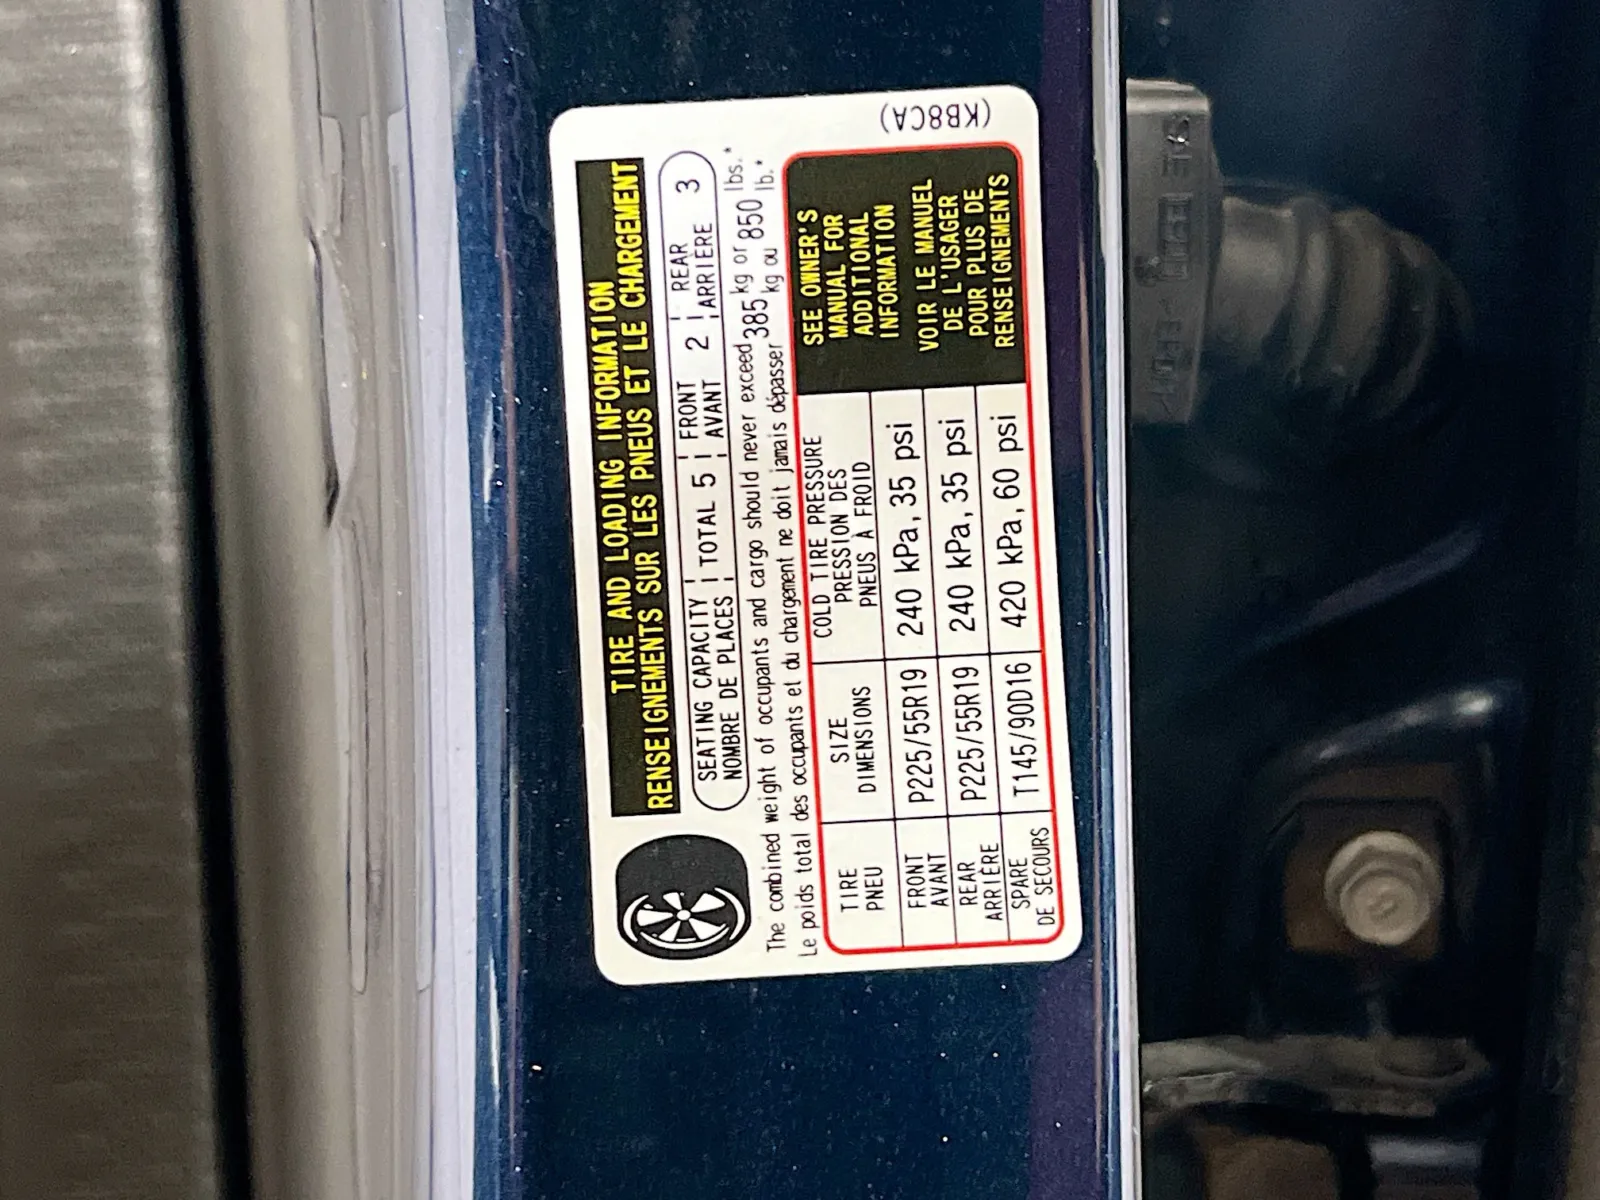 TIRE AND LOADING INFORMATION
RENSEIGNEMENTS SUR LES PNEUS ET LE CHARGEMENT
SEATING CAPACITY TOTAL 5 FRONT 2 REAR 3
NOMBRE DE PLACES AVANT ARRIÈRE
The combined weight of occupants and cargo should never exceed 385 kg or 850 lbs.*
Le poids total des occupants et du chargement ne doit jamais dépasser kg ou lb.*
TIRE SIZE COLD TIRE PRESSURE
PNEU DIMENSIONS PRESSION DES
PNEUS À FROID
FRONT P225/55R19 240 kPa, 35 psi
AVANT
REAR P225/55R19 240 kPa, 35 psi
ARRIÈRE
SPARE T145/90D16 420 kPa, 60 psi
DE SECOURS
SEE OWNER'S
MANUAL FOR
ADDITIONAL
INFORMATION
VOIR LE MANUEL
DE L'USAGER
POUR PLUS DE
RENSEIGNEMENTS
(KB8CA)